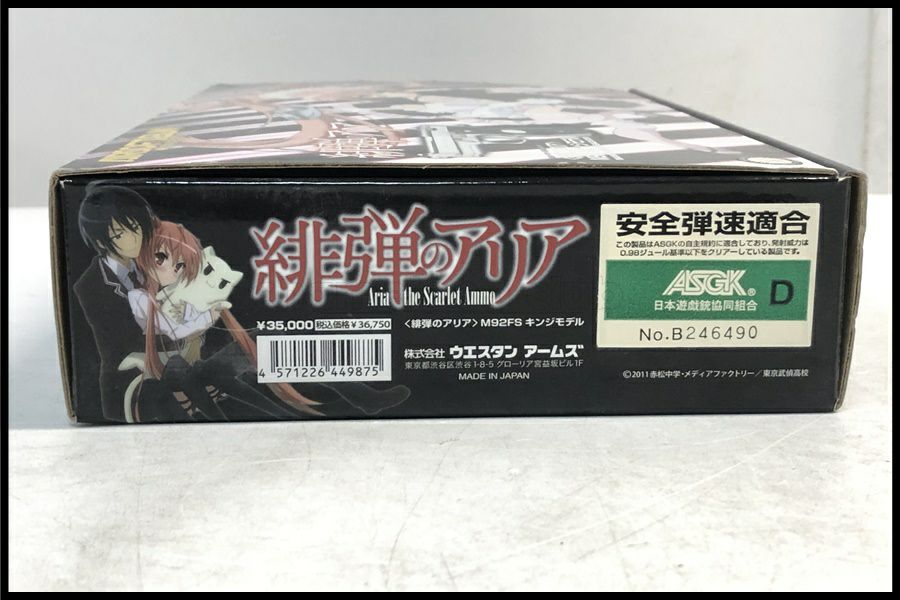 緋弾のアリア
Aria the Scarlet Ammo
¥35,000 税込価格¥36,750
〈緋弾のアリア〉M92FS キンジモデル
4 571226 449875
株式会社 ウエスタン アームズ
東京都渋谷区渋谷1-8-5 グローリア宮益坂ビル1F
MADE IN JAPAN
安全弾速適合
この製品はASGKの自主規約に適合しており、発射威力は
0.98ジュール基準以下をクリアーしている製品です。
ASGK®
日本遊戯銃協同組合
D
No.B246490
©2011 赤松中学・メディアファクトリー／東京武偵高校